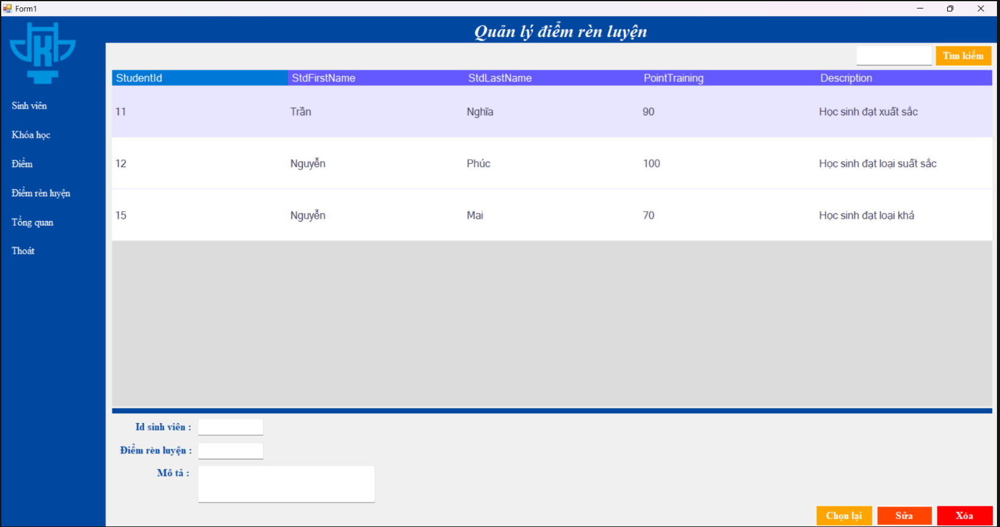 Form1
Quản lý điểm rèn luyện
Tìm kiếm
Sinh viên
Khóa học
Điểm
Điểm rèn luyện
Tổng quan
Thoát
StudentId StdFirstName StdLastName PointTraining Description
11 Trần Nghĩa 90 Học sinh đạt xuất sắc
12 Nguyễn Phúc 100 Học sinh đạt loại suất sắc
15 Nguyễn Mai 70 Học sinh đạt loại khá
Id sinh viên :
Điểm rèn luyện :
Mô tả :
Chọn lại Sửa Xóa